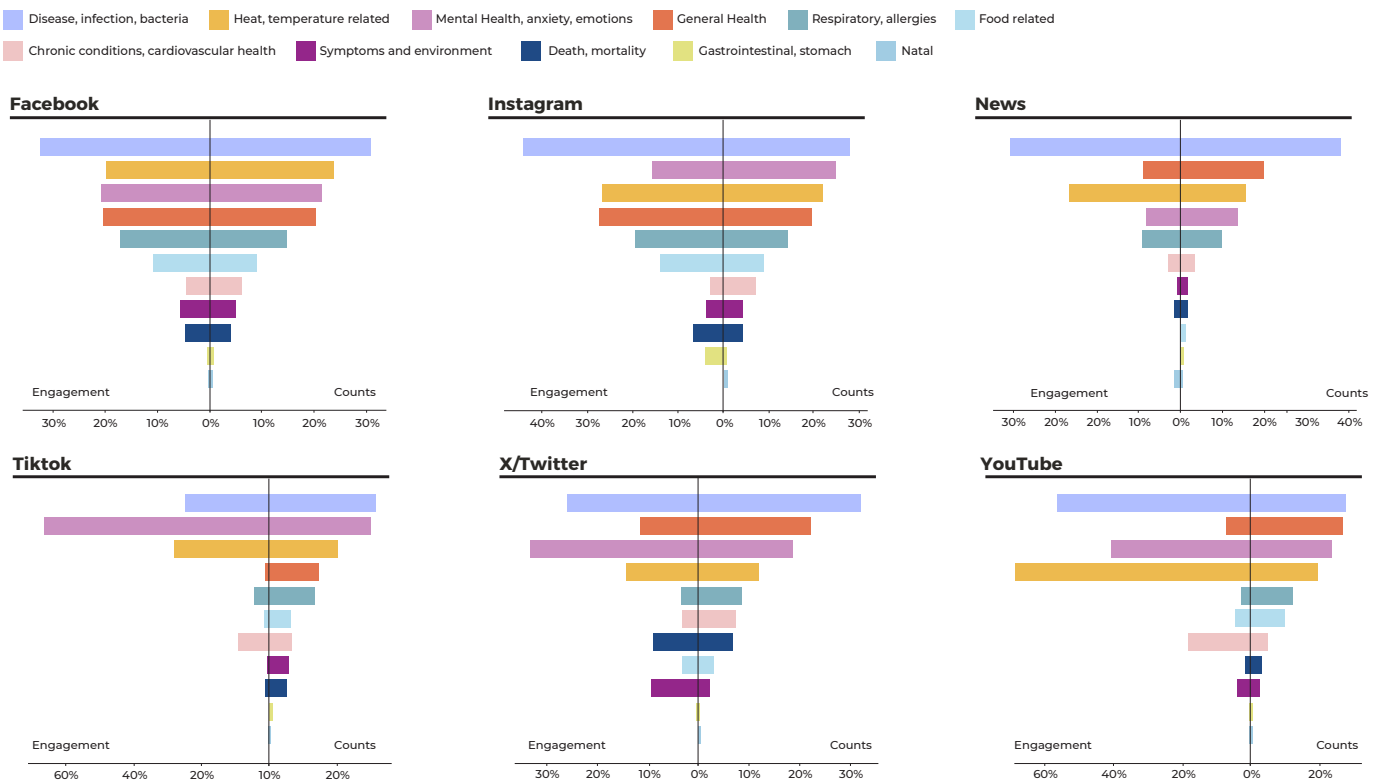 Disease, infection, bacteria Heat, temperature related Mental Health, anxiety, emotions General Health Respiratory, allergies Food related
Chronic conditions, cardiovascular health Symptoms and environment Death, mortality Gastrointestinal, stomach Natal
Facebook
Engagement Counts
30% 20% 10% 0% 10% 20% 30%
Instagram
Engagement Counts
40% 30% 20% 10% 0% 10% 20% 30%
News
Engagement Counts
30% 20% 10% 0% 10% 20% 30% 40%
Tiktok
Engagement Counts
60% 40% 20% 10% 20%
X/Twitter
Engagement Counts
30% 20% 10% 0% 10% 20% 30%
YouTube
Engagement Counts
60% 40% 20% 0% 20%